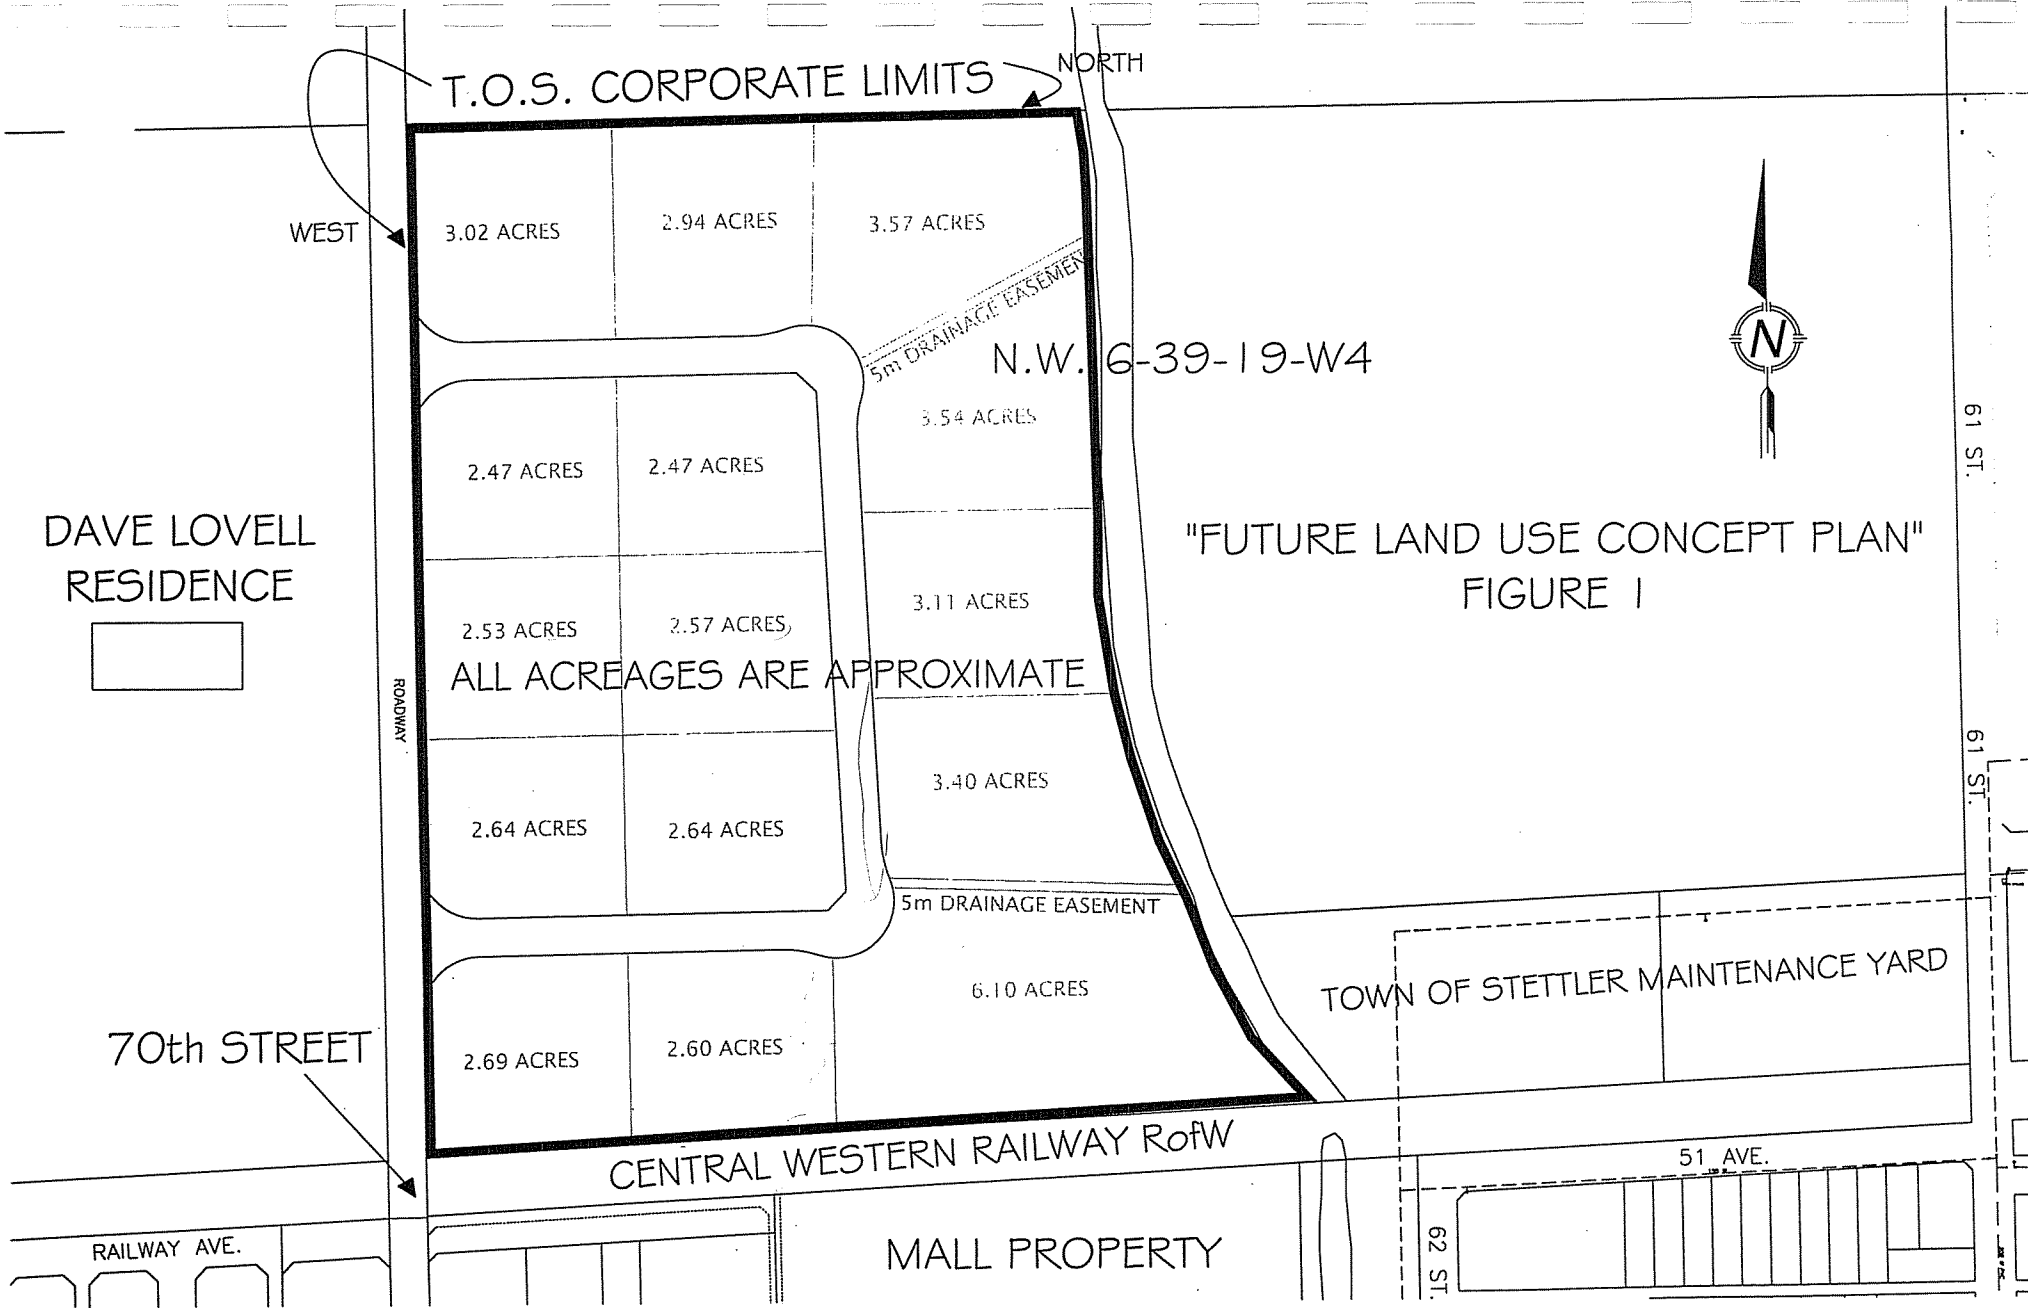 NORTH
T.O.S. CORPORATE LIMITS
WEST
3.02 ACRES
2.94 ACRES
3.57 ACRES
5m DRAINAGE EASEMEN
N.W. 6-39-19-W4
N
3.54 ACRES
61 ST.
2.47 ACRES
2.47 ACRES
DAVE LOVELL
RESIDENCE
"FUTURE LAND USE CONCEPT PLAN"
FIGURE 1
3.11 ACRES
2.53 ACRES
2.57 ACRES
ALL ACREAGES ARE APPROXIMATE
ROADWAY
61 ST.
3.40 ACRES
2.64 ACRES
2.64 ACRES
5m DRAINAGE EASEMENT
6.10 ACRES
TOWN OF STETTLER MAINTENANCE YARD
70th STREET
2.69 ACRES
2.60 ACRES
CENTRAL WESTERN RAILWAY RofW
51 AVE.
RAILWAY AVE.
MALL PROPERTY
62 ST.